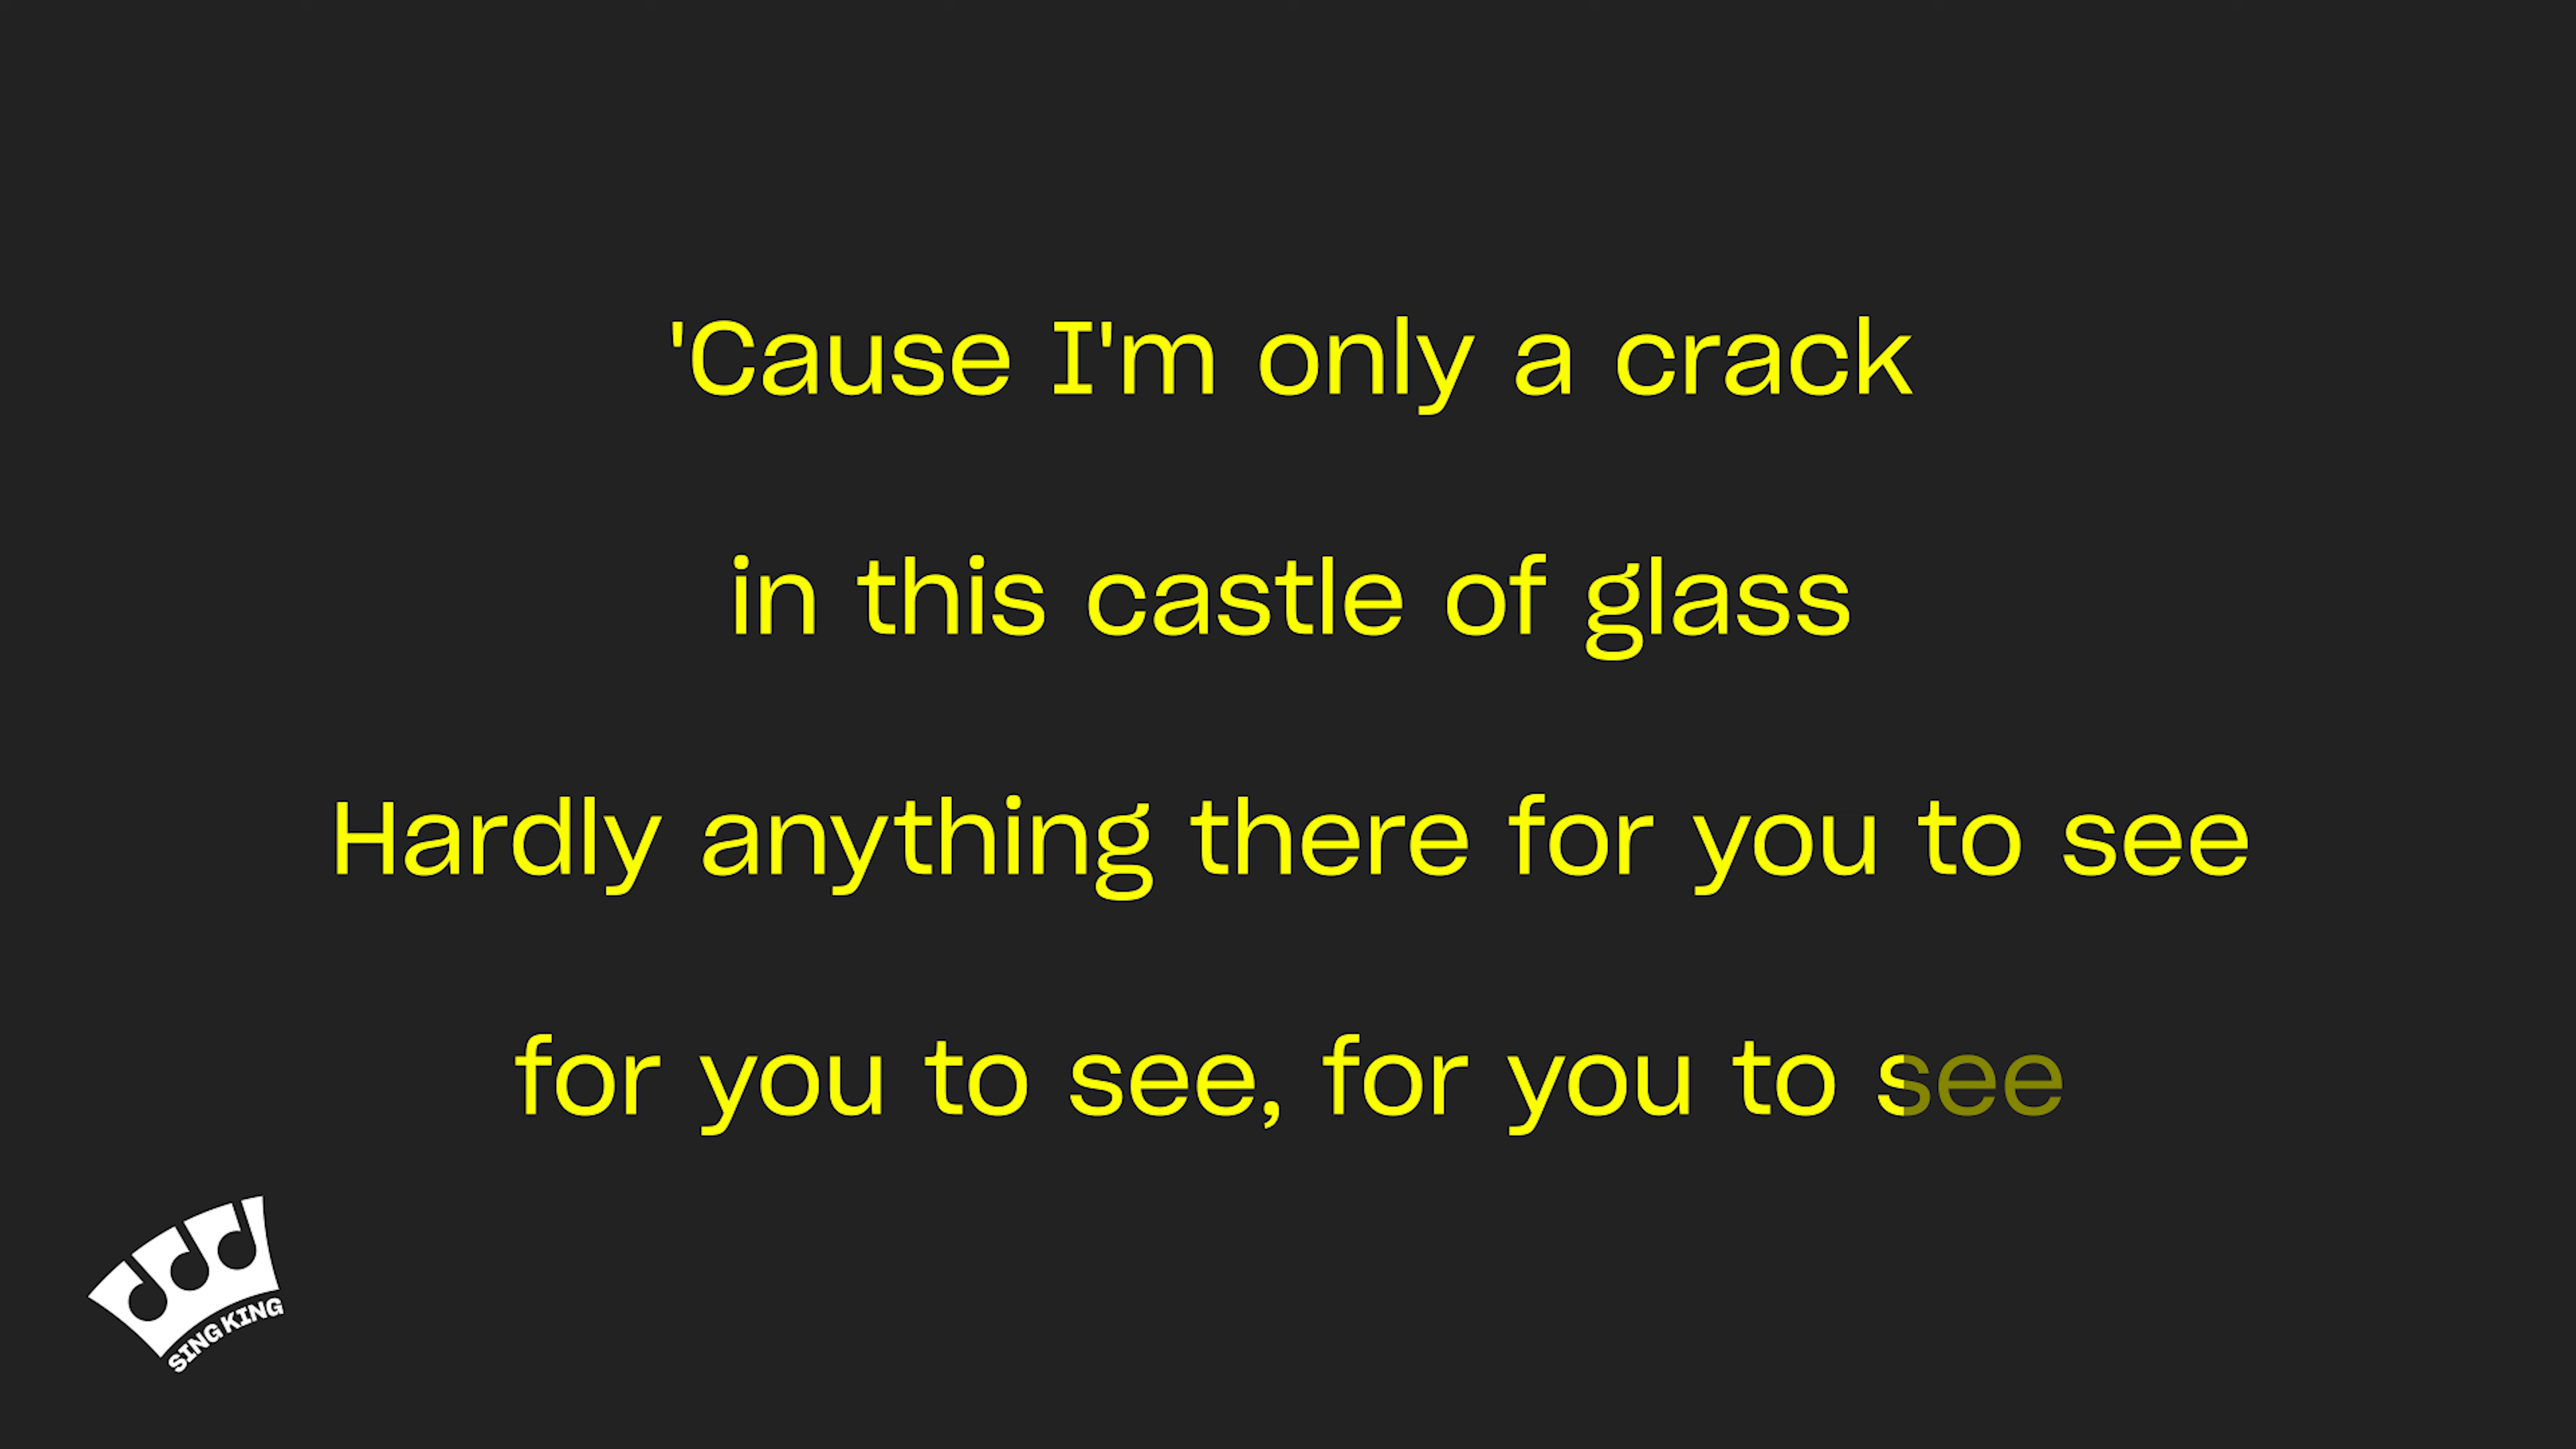 'Cause I'm only a crack
in this castle of glass
Hardly anything there for you to see
for you to see, for you to see
SING KING